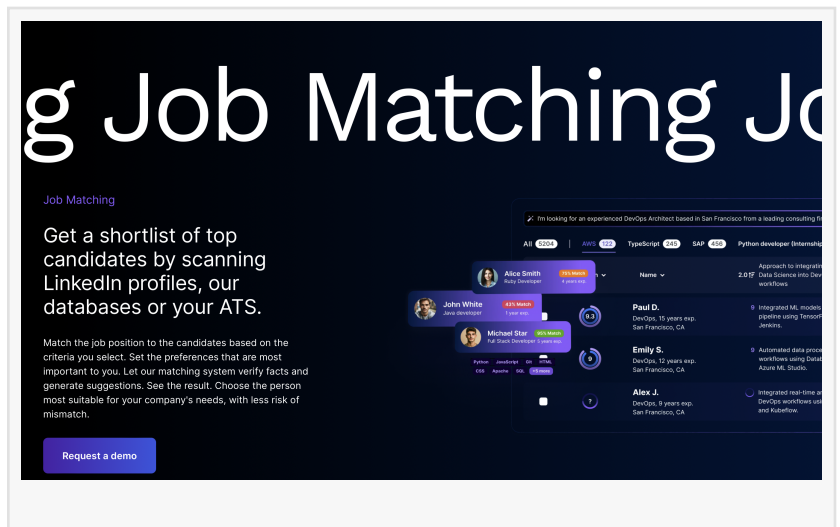 g Job Matching Jo
Job Matching
Get a shortlist of top
candidates by scanning
LinkedIn profiles, our
databases or your ATS.
Match the job position to the candidates based on the
criteria you select. Set the preferences that are most
important to you. Let our matching system verify facts and
generate suggestions. See the result. Choose the person
most suitable for your company's needs, with less risk of
mismatch.
Request a demo
I'm looking for an experienced DevOps Architect based in San Francisco from a leading consulting fi
All 5204 | AWS 122 TypeScript 245 SAP 456 Python developer (Internship
Alice Smith 75% Match
Ruby Developer 4 years exp.
John White 43% Match
Java developer 1 year exp.
Michael Star
Full Stack Developer 3 years exp.
Python JavaScript Git HTML
CSS Apache SQL +5 more
Name
2.0
Approach to integratin
Data Science into Dev
workflows
9.3
Paul D.
DevOps, 15 years exp.
San Francisco, CA
9 Integrated ML models
pipeline using TensorF
Jenkins.
9
Emily S.
DevOps, 12 years exp.
San Francisco, CA
9 Automated data proce
workflows using Datab
Azure ML Studio.
?
Alex J.
DevOps, 9 years exp.
San Francisco, CA
Integrated real-time an
DevOps workflows usi
and Kubeflow.